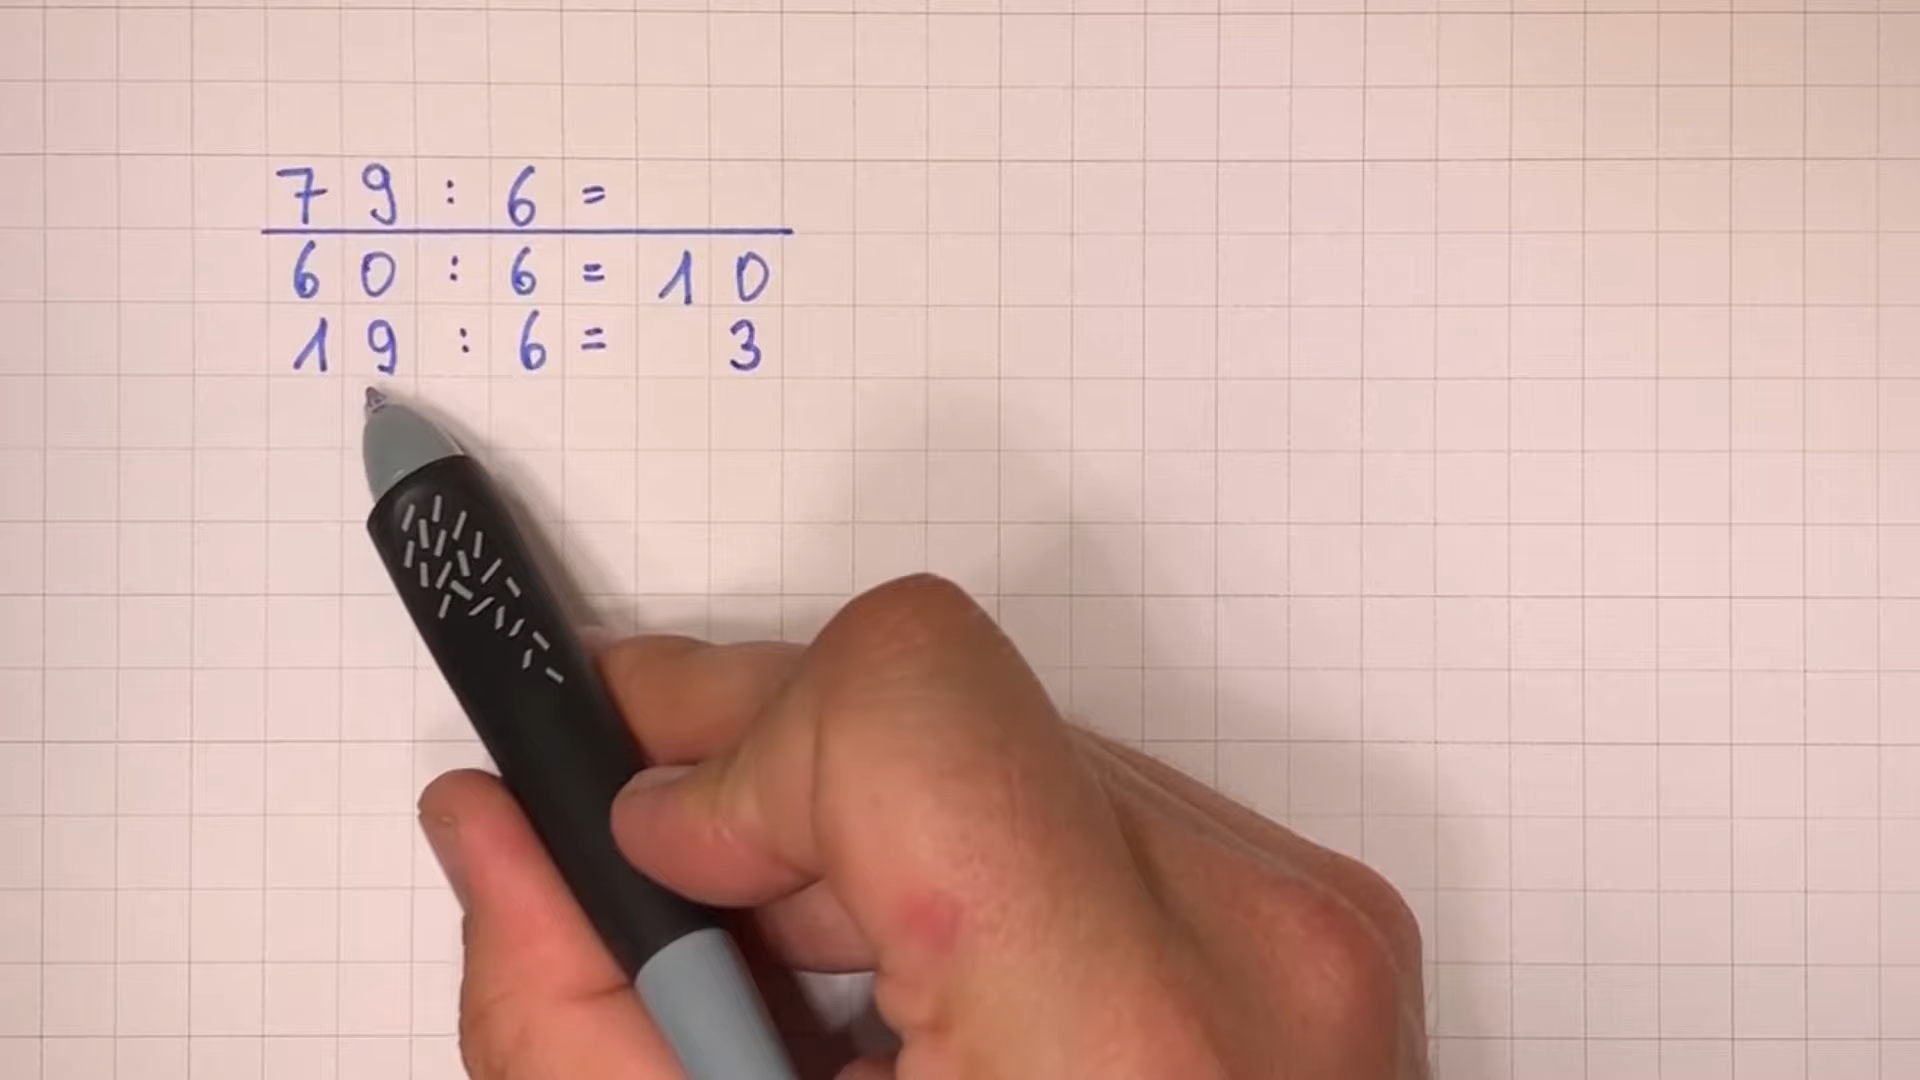 79 : 6 =
60 : 6 = 10
19 : 6 = 3